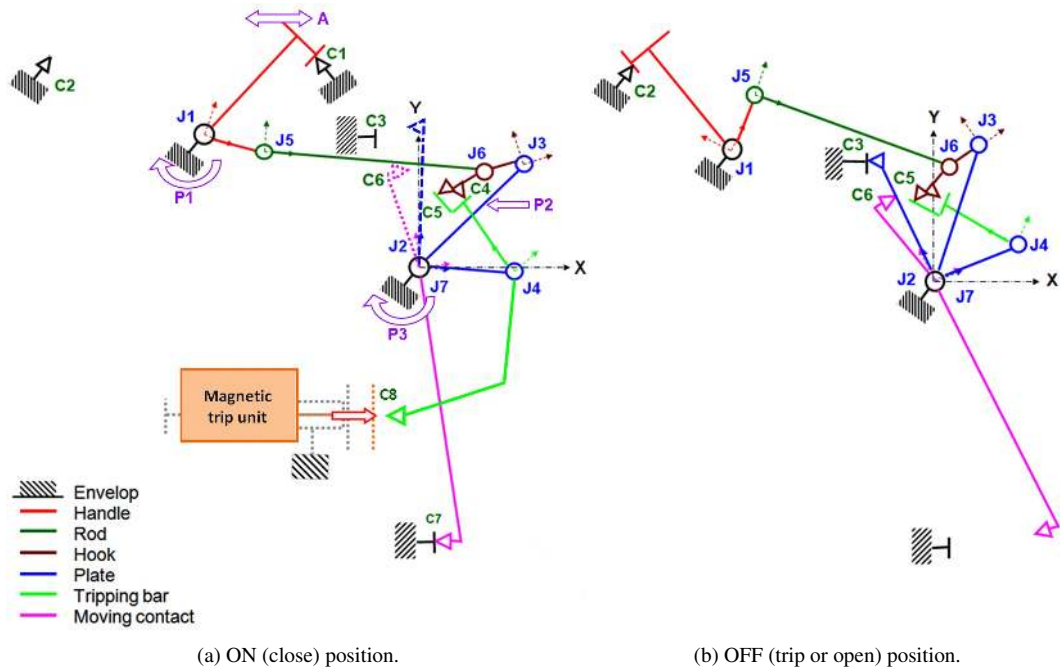 A
C1
C2
J1
C3
Y
J5
J6
J3
C6
C4
P1
C5
P2
J2
X
J7
J4
P3
Magnetic
trip unit
C8
C7
Envelop
Handle
Rod
Hook
Plate
Tripping bar
Moving contact
(a) ON (close) position.
C2
J5
J1
C3
Y
J3
J6
C5
C6
J4
J2
J7
X
(b) OFF (trip or open) position.